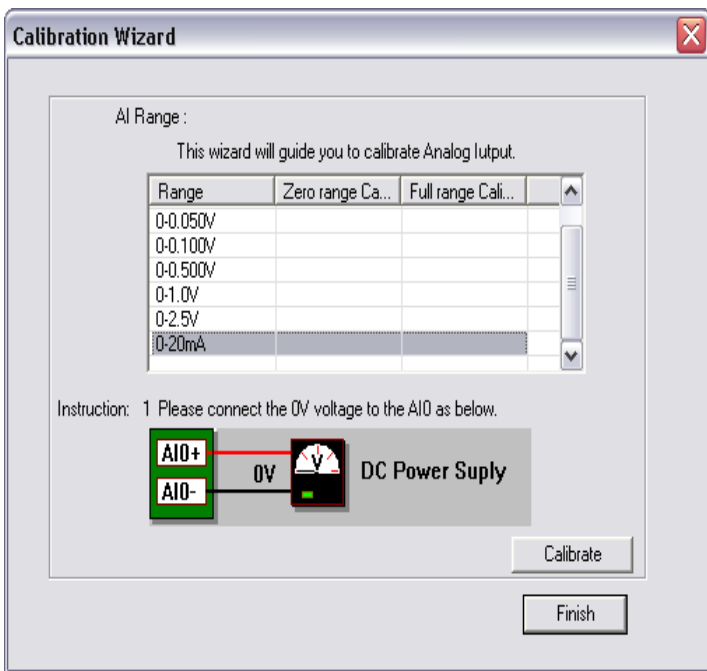 Calibration Wizard
AI Range :
This wizard will guide you to calibrate Analog Iutput.
Range Zero range Ca... Full range Cali...
0-0.050V
0-0.100V
0-0.500V
0-1.0V
0-2.5V
0-20mA
Instruction: 1 Please connect the 0V voltage to the AI0 as below.
AI0+
V
0V
DC Power Suply
AI0-
Calibrate
Finish